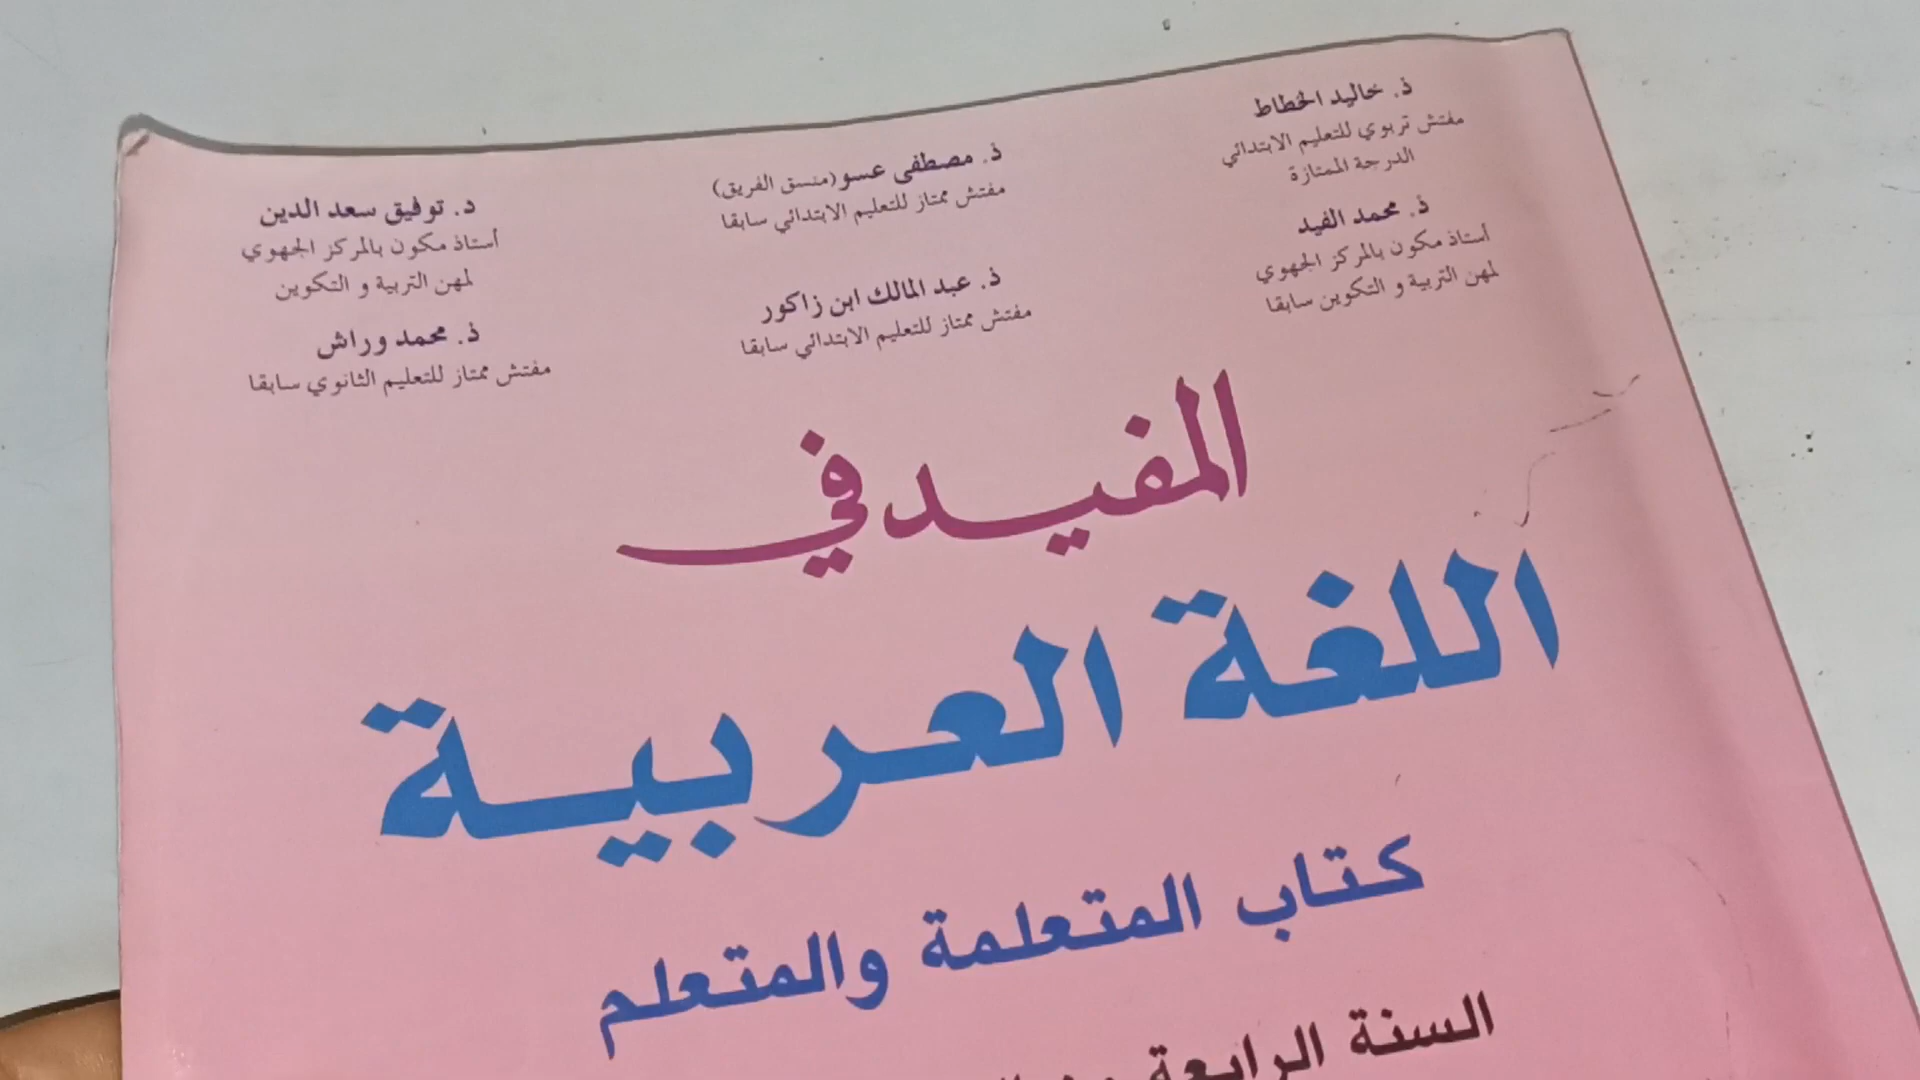 ذ. خاليد الخطاط
مفتش تربوي للتعليم الابتدائي
الدرجة الممتازة
ذ. محمد الفيد
أستاذ مكون بالمركز الجهوي
لمهن التربية و التكوين سابقا
ذ. مصطفى عسو (منسق الفريق)
مفتش ممتاز للتعليم الابتدائي سابقا
ذ. عبد المالك ابن زاكور
مفتش ممتاز للتعليم الابتدائي سابقا
د. توفيق سعد الدين
أستاذ مكون بالمركز الجهوي
لمهن التربية و التكوين
ذ. محمد وراش
مفتش ممتاز للتعليم الثانوي سابقا
المفيد في
اللغة العربية
كتاب المتعلمة والمتعلم
السنة الرابعة